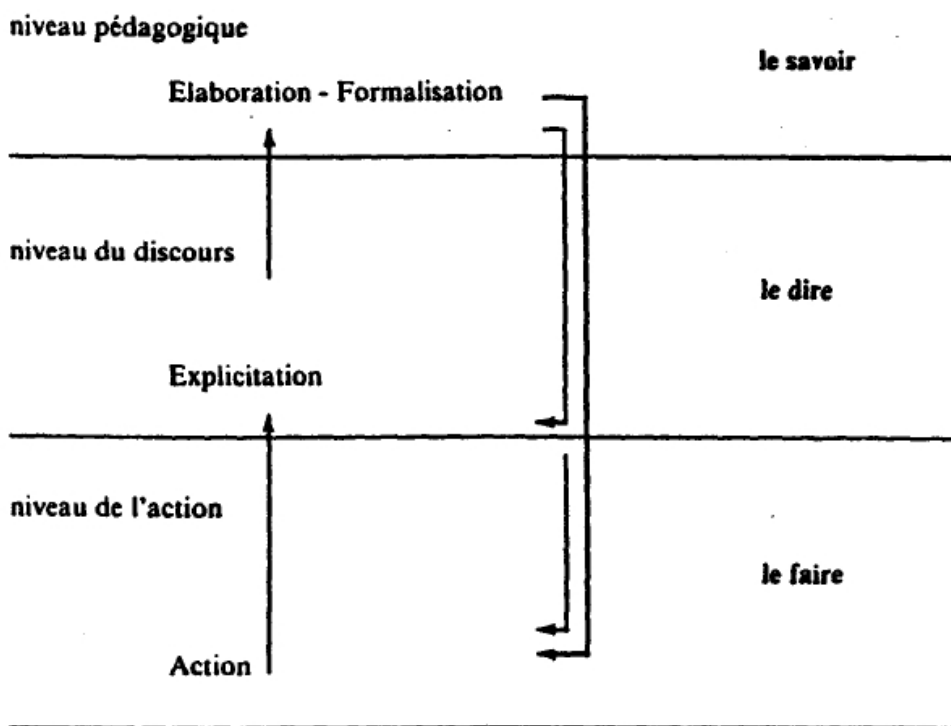 niveau pédagogique
le savoir
Elaboration - Formalisation
niveau du discours
le dire
Explicitation
niveau de l'action
le faire
Action